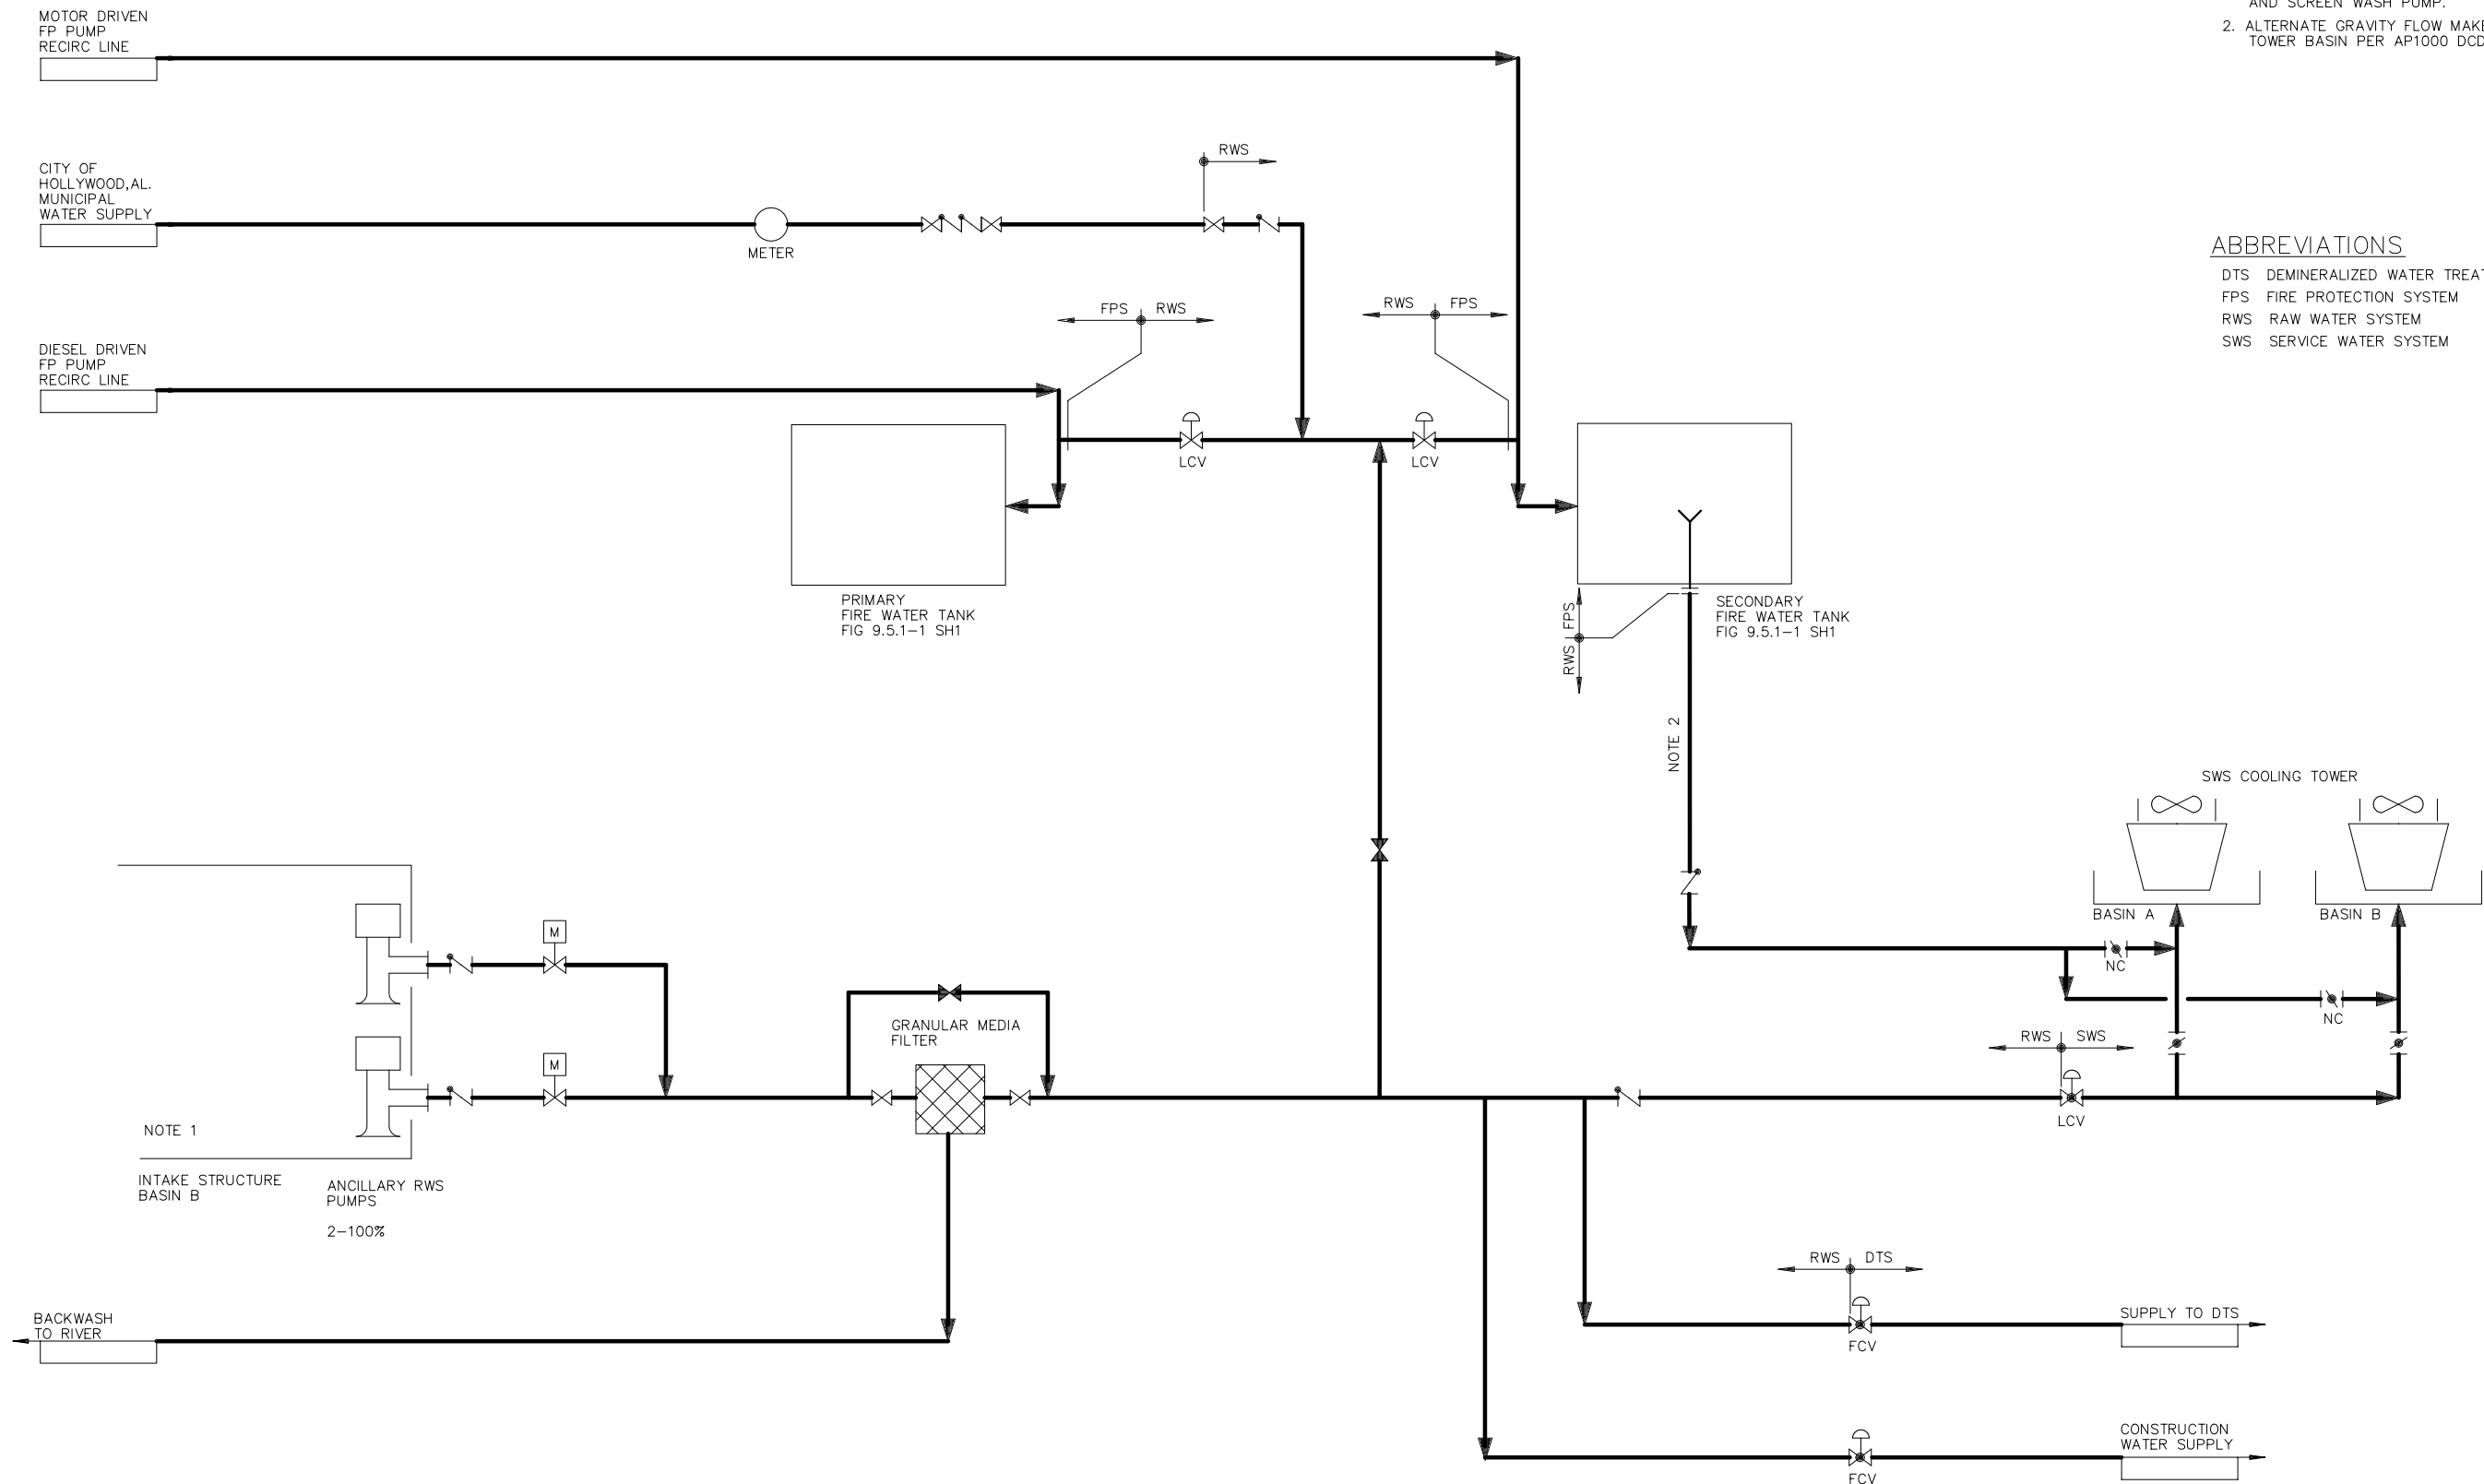 MOTOR DRIVEN
FP PUMP
RECIRC LINE
AND SCREEN WASH PUMP.
2. ALTERNATE GRAVITY FLOW
TOWER BASIN PER AP1000 DCD
CITY OF
HOLLYWOOD,AL.
MUNICIPAL
WATER SUPPLY
METER
RWS
ABBREVIATIONS
DTS DEMINERALIZED WATER
FPS FIRE PROTECTION SYSTEM
RWS RAW WATER SYSTEM
SWS SERVICE WATER SYSTEM
DIESEL DRIVEN
FP PUMP
RECIRC LINE
FPS RWS
RWS FPS
LCV
LCV
PRIMARY
FIRE WATER TANK
FIG 9.5.1-1 SH1
SECONDARY
FIRE WATER TANK
FIG 9.5.1-1 SH1
RWS FPS
NOTE 2
SWS COOLING TOWER
BASIN A
BASIN B
NC
NC
M
M
GRANULAR MEDIA
FILTER
RWS SWS
LCV
NOTE 1
INTAKE STRUCTURE
BASIN B
ANCILLARY RWS
PUMPS
2-100%
BACKWASH
TO RIVER
RWS DTS
FCV
SUPPLY TO DTS
FCV
CONSTRUCTION
WATER SUPPLY